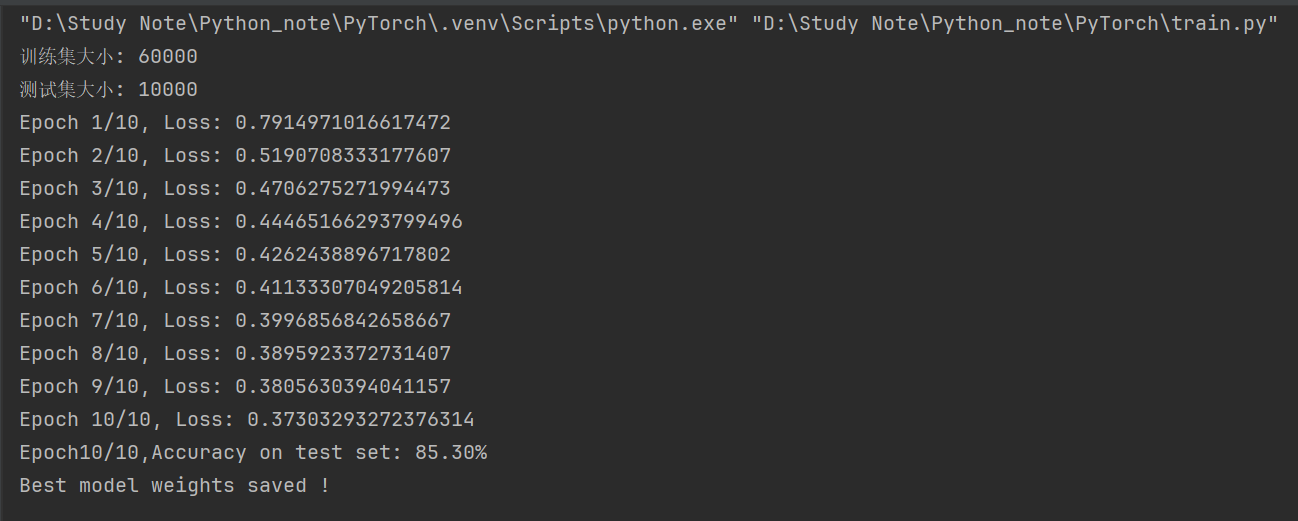 "D:\Study Note\Python_note\PyTorch\.venv\Scripts\python.exe" "D:\Study Note\Python_note\PyTorch\train.py"
训练集大小: 60000
测试集大小: 10000
Epoch 1/10, Loss: 0.7914971016617472
Epoch 2/10, Loss: 0.5190708333177607
Epoch 3/10, Loss: 0.4706275271994473
Epoch 4/10, Loss: 0.44465166293799496
Epoch 5/10, Loss: 0.4262438896717802
Epoch 6/10, Loss: 0.41133307049205814
Epoch 7/10, Loss: 0.3996856842658667
Epoch 8/10, Loss: 0.3895923372731407
Epoch 9/10, Loss: 0.3805630394041157
Epoch 10/10, Loss: 0.37303293272376314
Epoch10/10,Accuracy on test set: 85.30%
Best model weights saved !